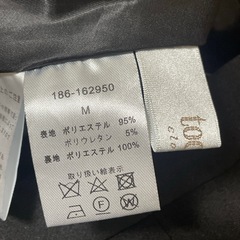 186-162950
M
表地 ポリエステル 95%
ポリウレタン 5%
裏地 ポリエステル 100%
取り扱い絵表示